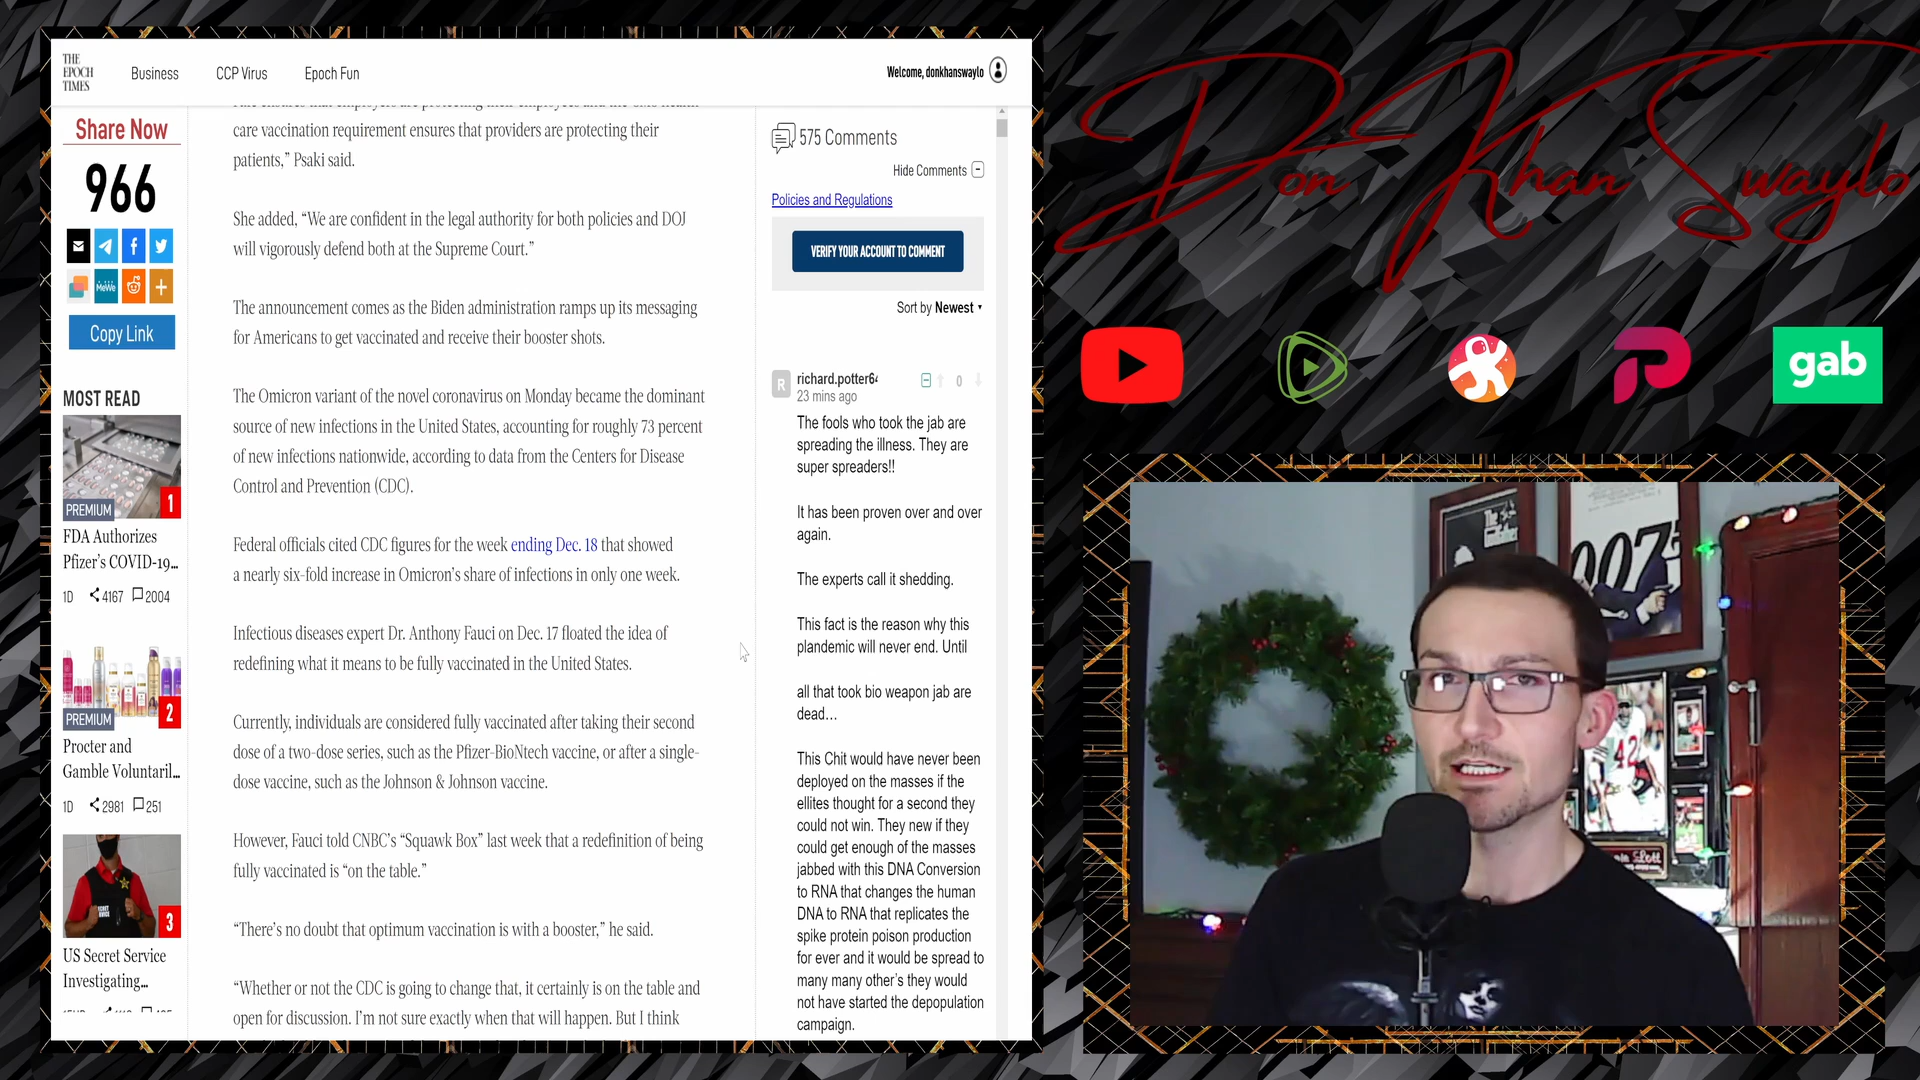 THE
EPOCH
TIMES
Business
CCP Virus
Epoch Fun
Welcome, donkhanswaylo
Share Now
966
MeWe
Copy Link
MOST READ
PREMIUM
1
FDA Authorizes
Pfizer's COVID-19...
1D
4167
2004
PREMIUM
2
Procter and
Gamble Voluntaril...
1D
2981
251
3
US Secret Service
Investigating...
care vaccination requirement ensures that providers are protecting their
patients,” Psaki said.
She added, “We are confident in the legal authority for both policies and DOJ
will vigorously defend both at the Supreme Court.”
The announcement comes as the Biden administration ramps up its messaging
for Americans to get vaccinated and receive their booster shots.
The Omicron variant of the novel coronavirus on Monday became the dominant
source of new infections in the United States, accounting for roughly 73 percent
of new infections nationwide, according to data from the Centers for Disease
Control and Prevention (CDC).
Federal officials cited CDC figures for the week ending Dec. 18 that showed
a nearly six-fold increase in Omicron’s share of infections in only one week.
Infectious diseases expert Dr. Anthony Fauci on Dec. 17 floated the idea of
redefining what it means to be fully vaccinated in the United States.
Currently, individuals are considered fully vaccinated after taking their second
dose of a two-dose series, such as the Pfizer-BioNtech vaccine, or after a single-
dose vaccine, such as the Johnson & Johnson vaccine.
However, Fauci told CNBC’s “Squawk Box” last week that a redefinition of being
fully vaccinated is “on the table.”
“There’s no doubt that optimum vaccination is with a booster,” he said.
“Whether or not the CDC is going to change that, it certainly is on the table and
open for discussion. I’m not sure exactly when that will happen. But I think
575 Comments
Hide Comments
Policies and Regulations
VERIFY YOUR ACCOUNT TO COMMENT
Sort by Newest
R
richard.potter64
0
23 mins ago
The fools who took the jab are
spreading the illness. They are
super spreaders!!
It has been proven over and over
again.
The experts call it shedding.
This fact is the reason why this
plandemic will never end. Until
all that took bio weapon jab are
dead…
This Chit would have never been
deployed on the masses if the
ellites thought for a second they
could not win. They new if they
could get enough of the masses
jabbed with this DNA Conversion
to RNA that changes the human
DNA to RNA that replicates the
spike protein poison production
for ever and it would be spread to
many many other’s they would
not have started the depopulation
campaign.
Don Khan Swaylo
gab
007
42